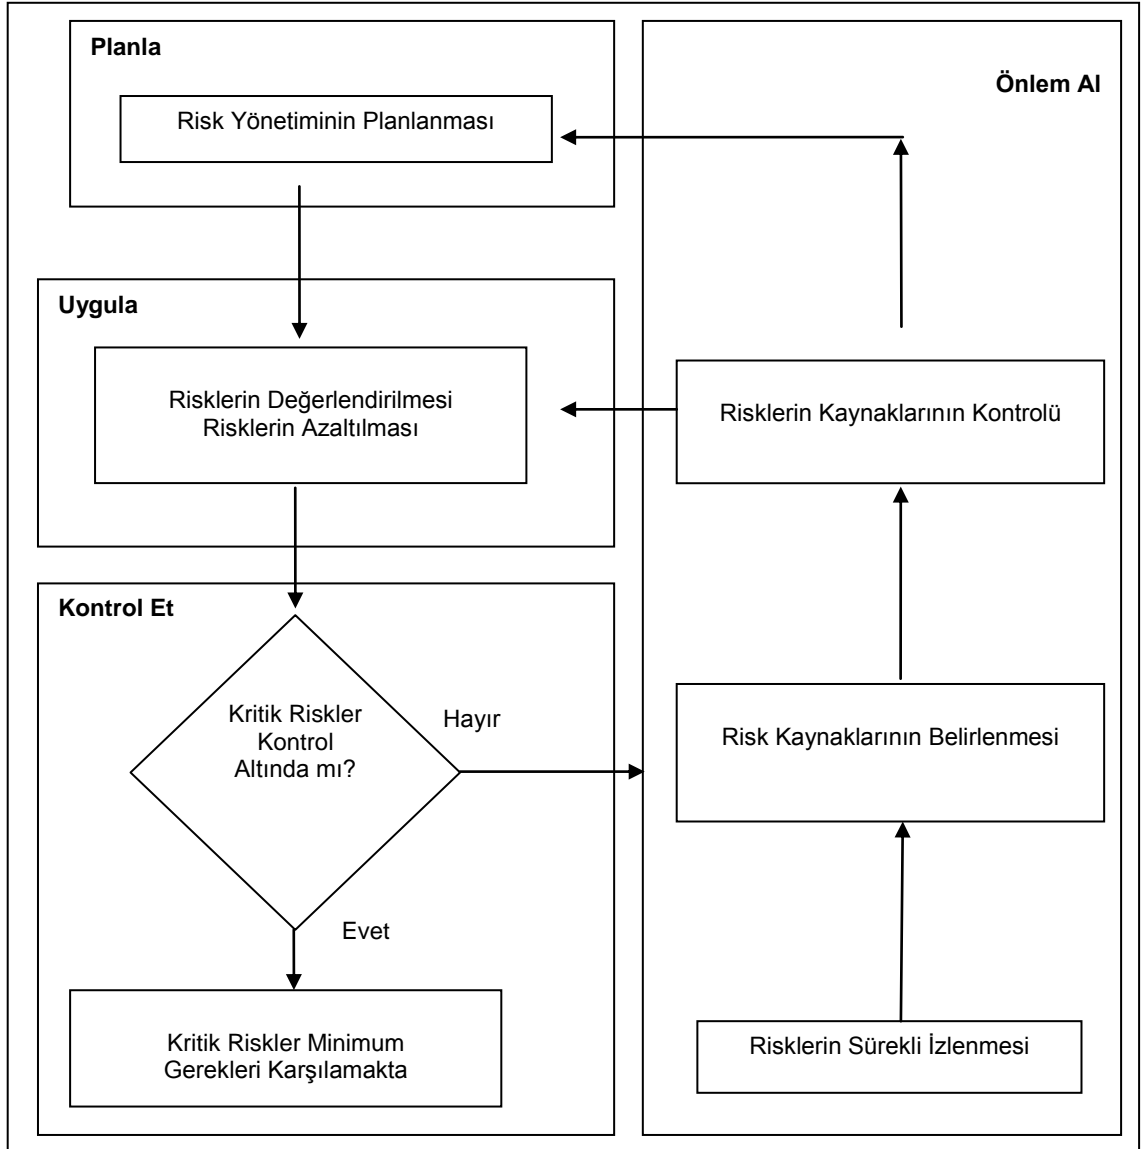 Planla
Risk Yönetiminin Planlanması
Uygula
Risklerin Değerlendirilmesi
Risklerin Azaltılması
Kontrol Et
Kritik Riskler
Kontrol
Altında mı?
Hayır
Evet
Kritik Riskler Minimum
Gerekleri Karşılamakta
Önlem Al
Risklerin Kaynaklarının Kontrolü
Risk Kaynaklarının Belirlenmesi
Risklerin Sürekli İzlenmesi